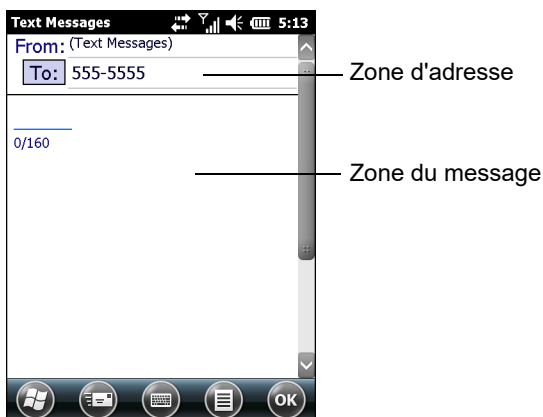 Text Messages 5:13
From: (Text Messages)
To: 555-5555
Zone d'adresse
0/160
Zone du message
OK